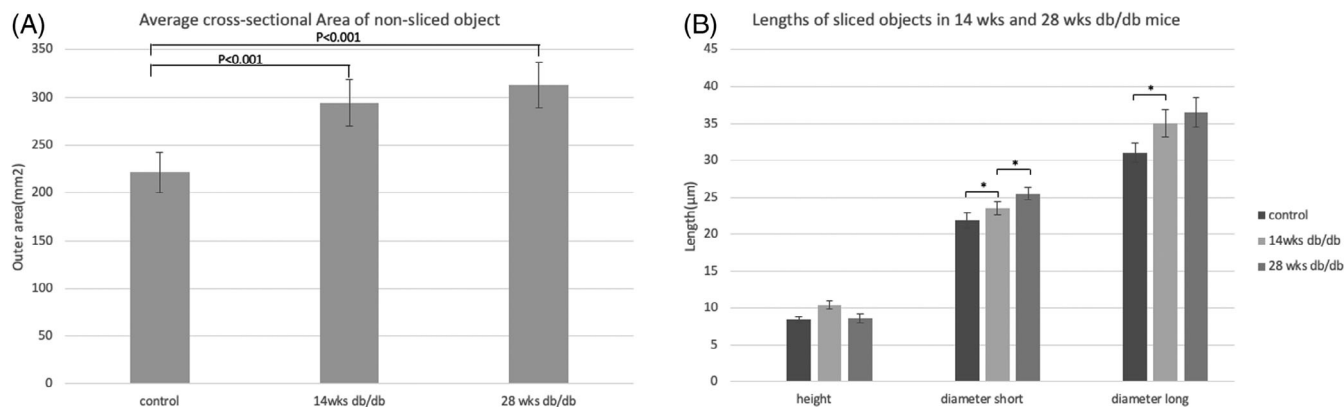 (A)
Average cross-sectional Area of non-sliced object
Outer area(mm2)
350
300
250
200
150
100
50
0
P<0.001
P<0.001
control
14wks db/db
28 wks db/db
(B)
Lengths of sliced objects in 14 wks and 28 wks db/db mice
Length(μm)
45
40
35
30
25
20
15
10
5
0
*
*
*
height
diameter short
diameter long
control
14wks db/db
28 wks db/db